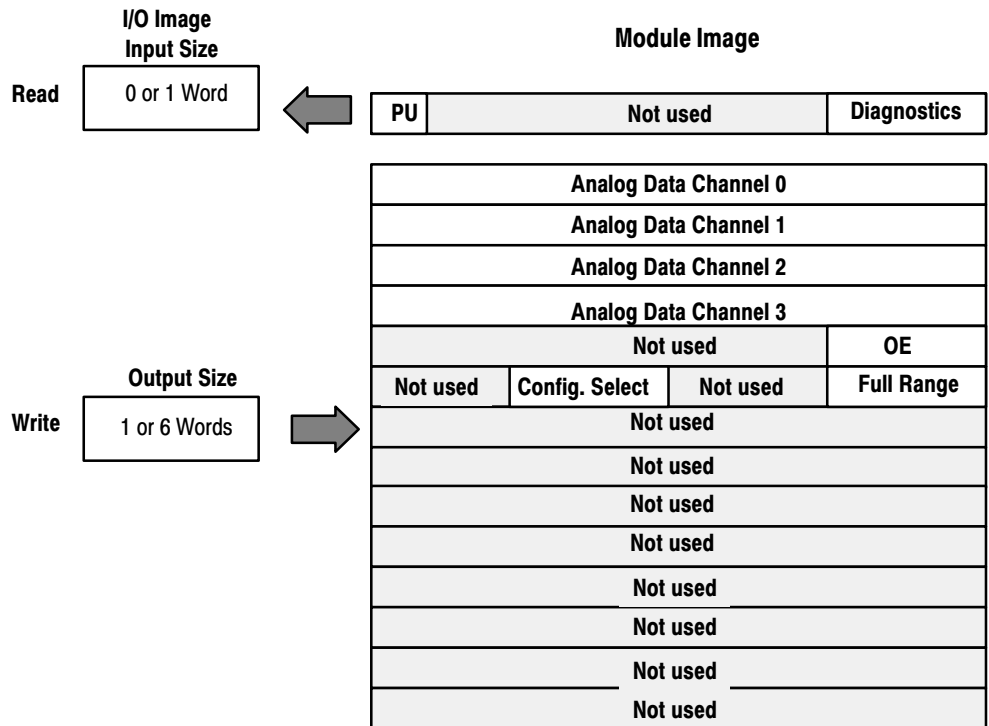 I/O Image
Input Size
Module Image
Read
0 or 1 Word
PU
Not used
Diagnostics
Analog Data Channel 0
Analog Data Channel 1
Analog Data Channel 2
Analog Data Channel 3
Not used
OE
Output Size
Not used
Config. Select
Not used
Full Range
Write
1 or 6 Words
Not used
Not used
Not used
Not used
Not used
Not used
Not used
Not used